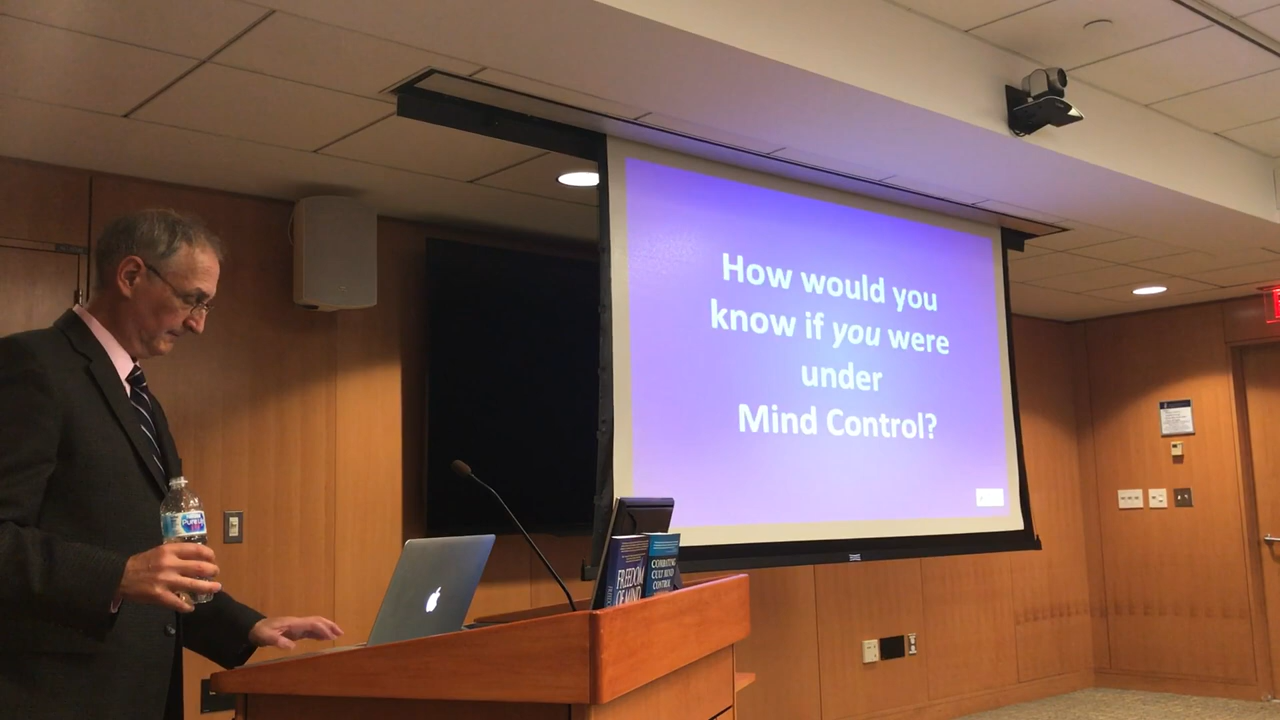 How would you
know if you were
under
Mind Control?
FREEDOM
OF MIND
COMBATING
CULT MIND
CONTROL
Pure Life